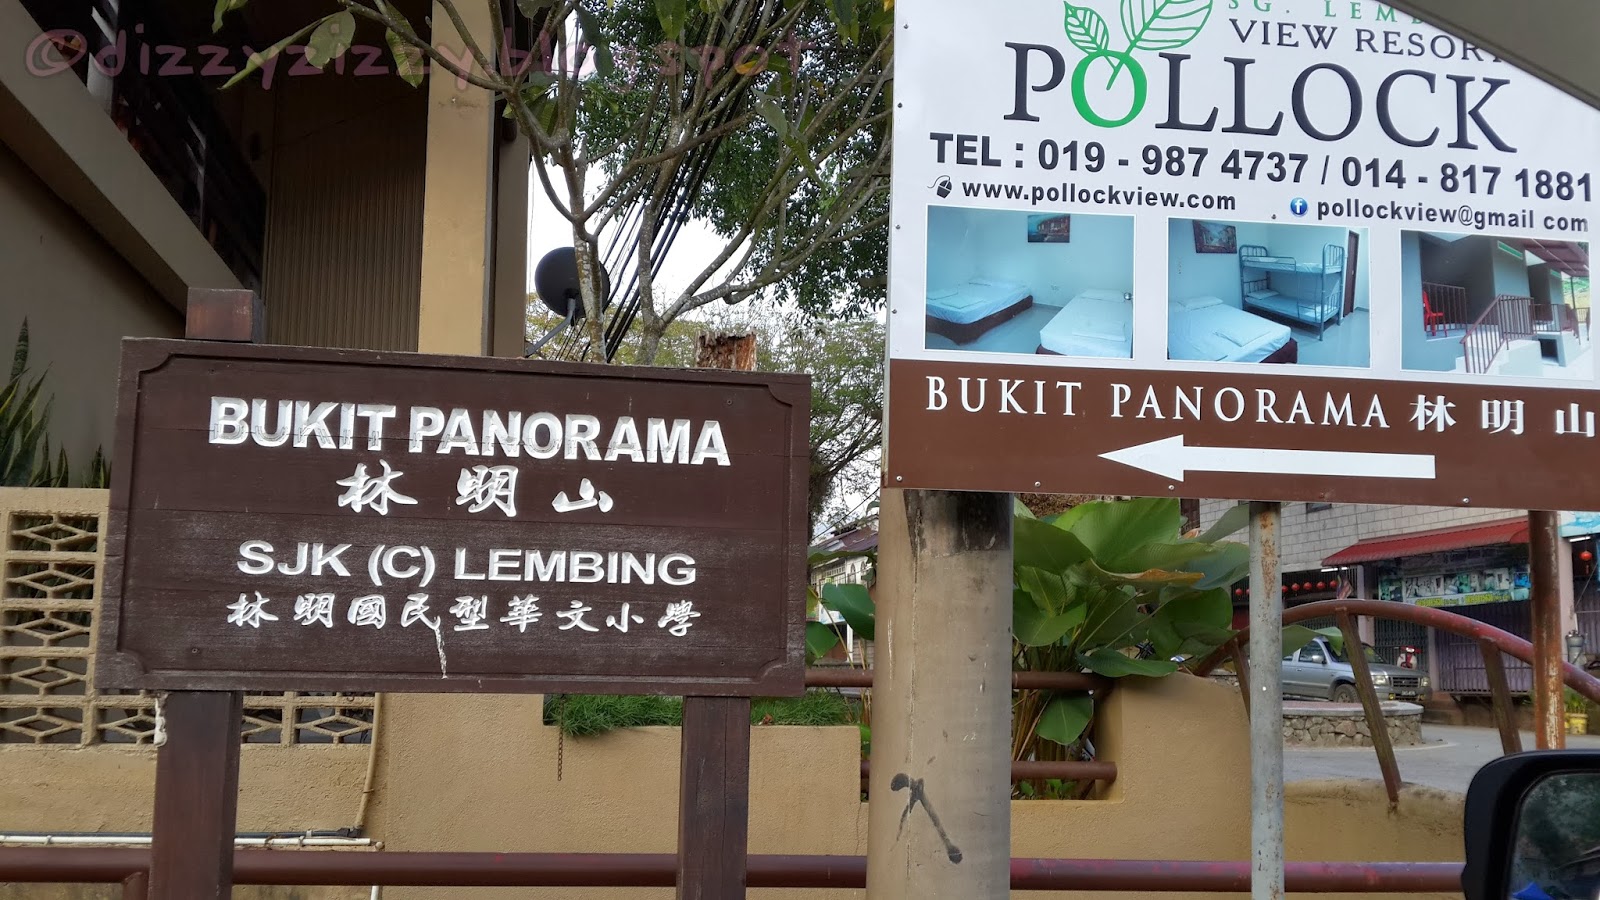 ©dizzyzizzy.blogspot
BUKIT PANORAMA
林明山
SJK (C) LEMBING
林明國民型華文小學
SG.
VIEW RESORT
POLLOCK
TEL : 019 - 987 4737 / 014 - 817 1881
www.pollockview.com
pollockview@gmail com
BUKIT PANORAMA 林明山